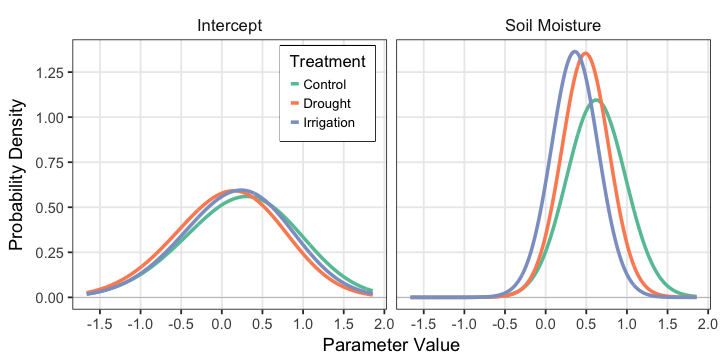 Intercept
Soil Moisture
Treatment
Control
Drought
Irrigation
Probability Density
1.25
1.00
0.75
0.50
0.25
0.00
-1.5 -1.0 -0.5 0.0 0.5 1.0 1.5 2.0
-1.5 -1.0 -0.5 0.0 0.5 1.0 1.5 2.0
Parameter Value